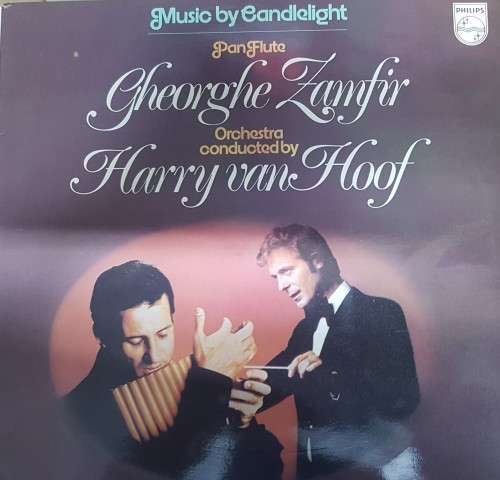 Music by Candlelight
PHILIPS
Pan Flute
Gheorghe Zamfir
Orchestra
conducted by
Harry van Hoof